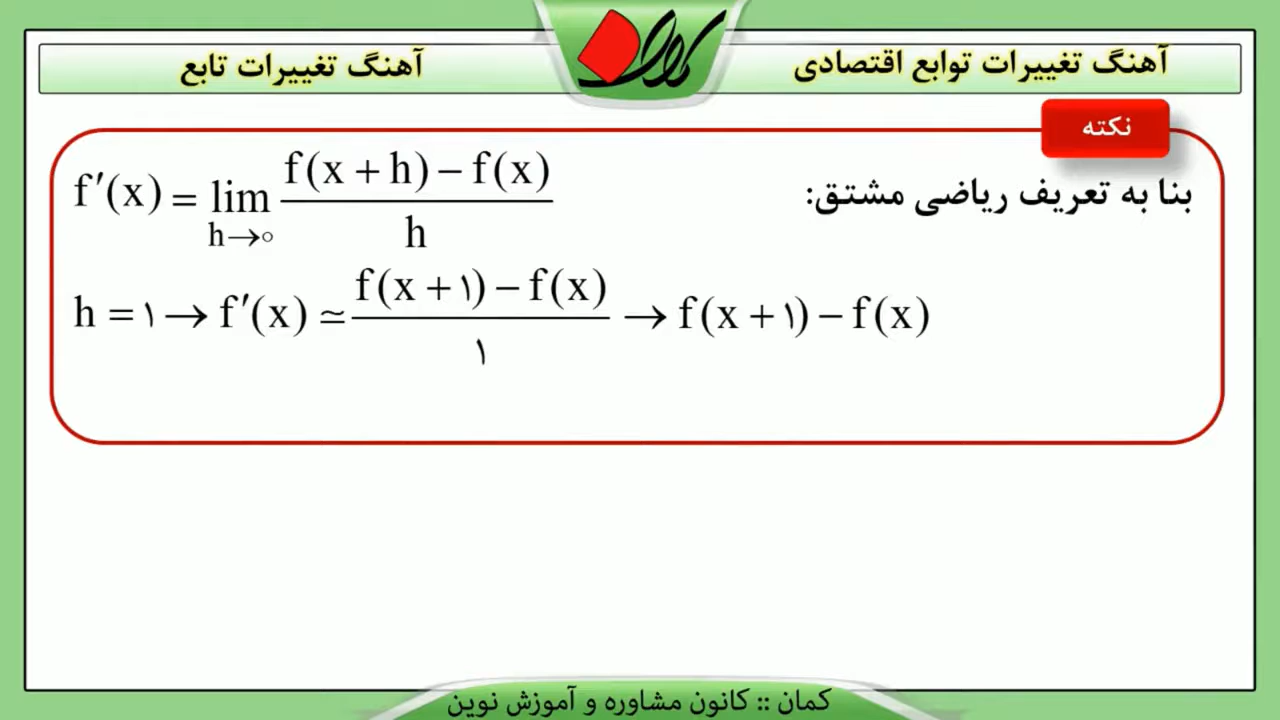 آهنگ تغییرات توابع اقتصادی
آهنگ تغییرات تابع
نکته
بنا به تعریف ریاضی مشتق:
f′(x) = lim h→۰ f(x + h) − f(x) / h
h = ۱ → f′(x) ≃ f(x + ۱) − f(x) / ۱ → f(x + ۱) − f(x)
کمان :: کانون مشاوره و آموزش نوین